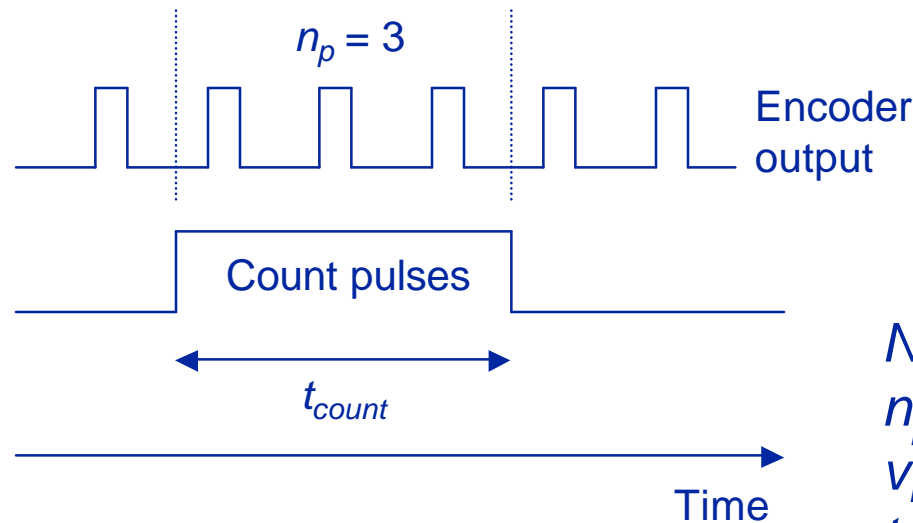 n_p = 3
Encoder
output
Count pulses
t_count
Time
N
n
v